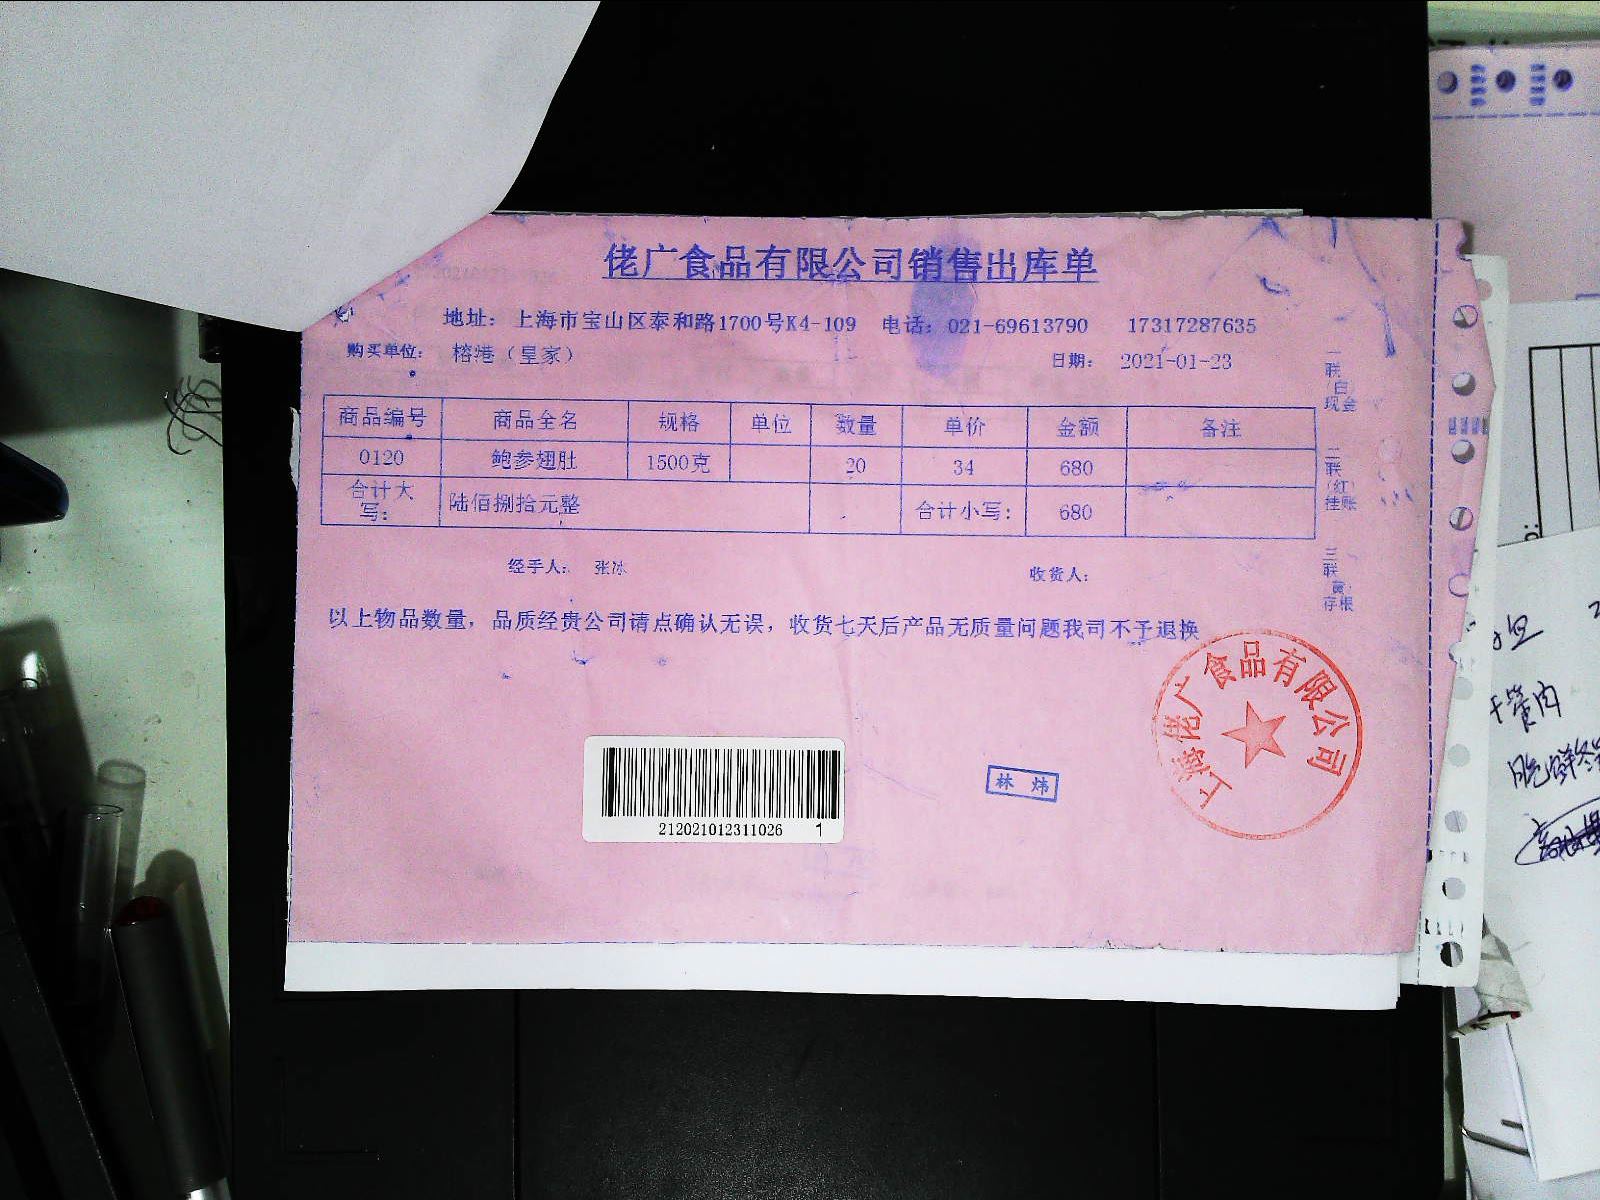 佬广食品有限公司销售出库单
地址: 上海市宝山区泰和路1700号K4-109 电话: 021-69613790 17317287635
购买单位: 榕港（皇家） 日期: 2021-01-23
商品编号 商品全名 规格 单位 数量 单价 金额 备注
0120 鲍参翅肚 1500克 20 34 680
合计大写: 陆佰捌拾元整 合计小写: 680
经手人: 张冰 收货人:
以上物品数量，品质经贵公司请点确认无误，收货七天后产品无质量问题我司不予退换
一联（白）现金
二联（红）挂账
三联 黄 存根
上海佬广食品有限公司
林炜
212021012311026 1